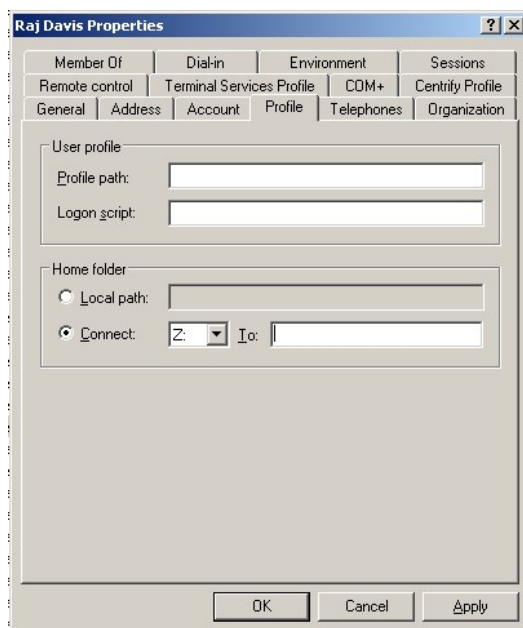 Raj Davis Properties
? X
Member Of Dial-in Environment Sessions
Remote control Terminal Services Profile COM+ Centrify Profile
General Address Account Profile Telephones Organization
User profile
Profile path:
Logon script:
Home folder
Local path:
Connect: Z: To:
OK Cancel Apply